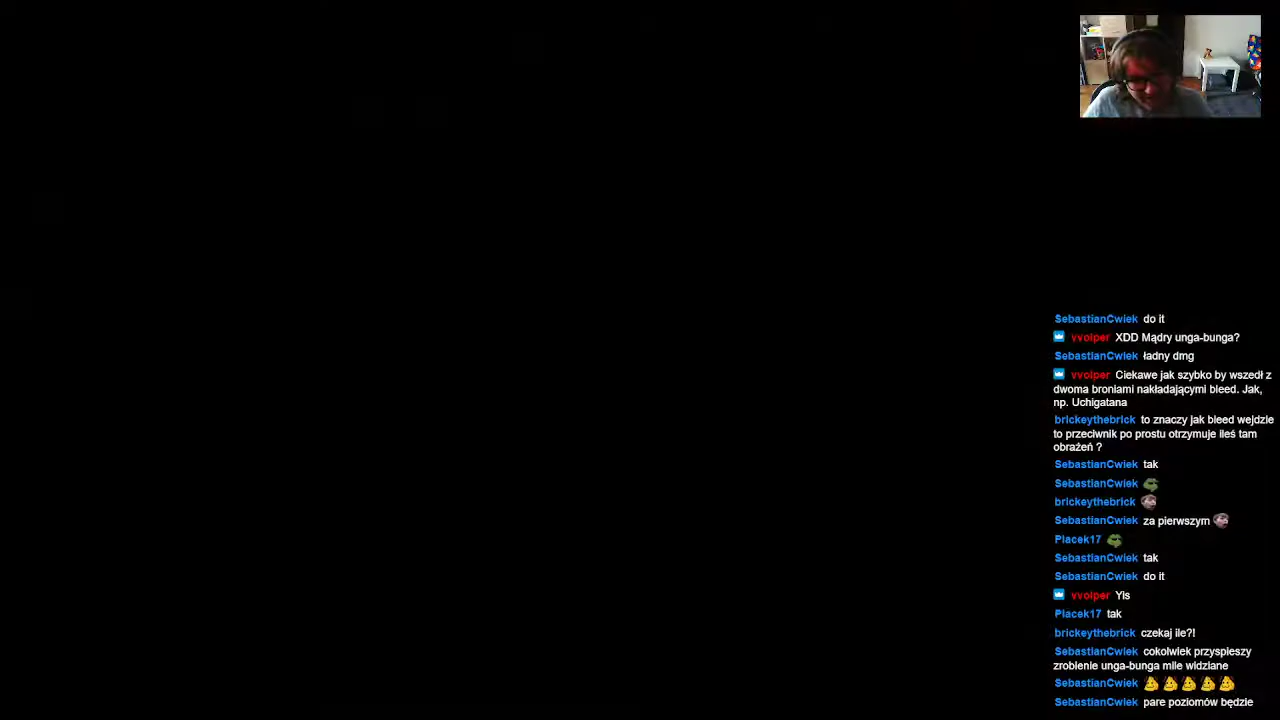 SebastianCwiek do it
vvolper XDD Mądry unga-bunga?
SebastianCwiek ładny dmg
vvolper Ciekawe jak szybko by wszedł z
dwoma broniami nakładającymi bleed. Jak,
np. Uchigatana
brickeythebrick to znaczy jak bleed wejdzie
to przeciwnik po prostu otrzymuje ileś tam
obrażeń ?
SebastianCwiek tak
SebastianCwiek
brickeythebrick
SebastianCwiek za pierwszym
Placek17
SebastianCwiek tak
SebastianCwiek do it
vvolper Yis
Placek17 tak
brickeythebrick czekaj ile?!
SebastianCwiek cokolwiek przyspieszy
zrobienie unga-bunga mile widziane
SebastianCwiek
SebastianCwiek pare poziomów będzie